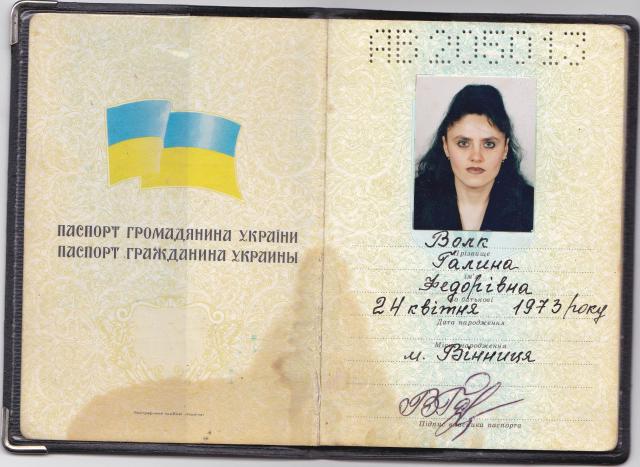 ПАСПОРТ ГРОМАДЯНИНА УКРАЇНИ
ПАСПОРТ ГРАЖДАНИНА УКРАИНЫ
АВ 205013
Волк
Прізвище
Галина
ім'я
Федорівна
по батькові
24 квітня 1973 року
Дата народження
Місце народження
м. Вінниця
Підпис власника паспорта